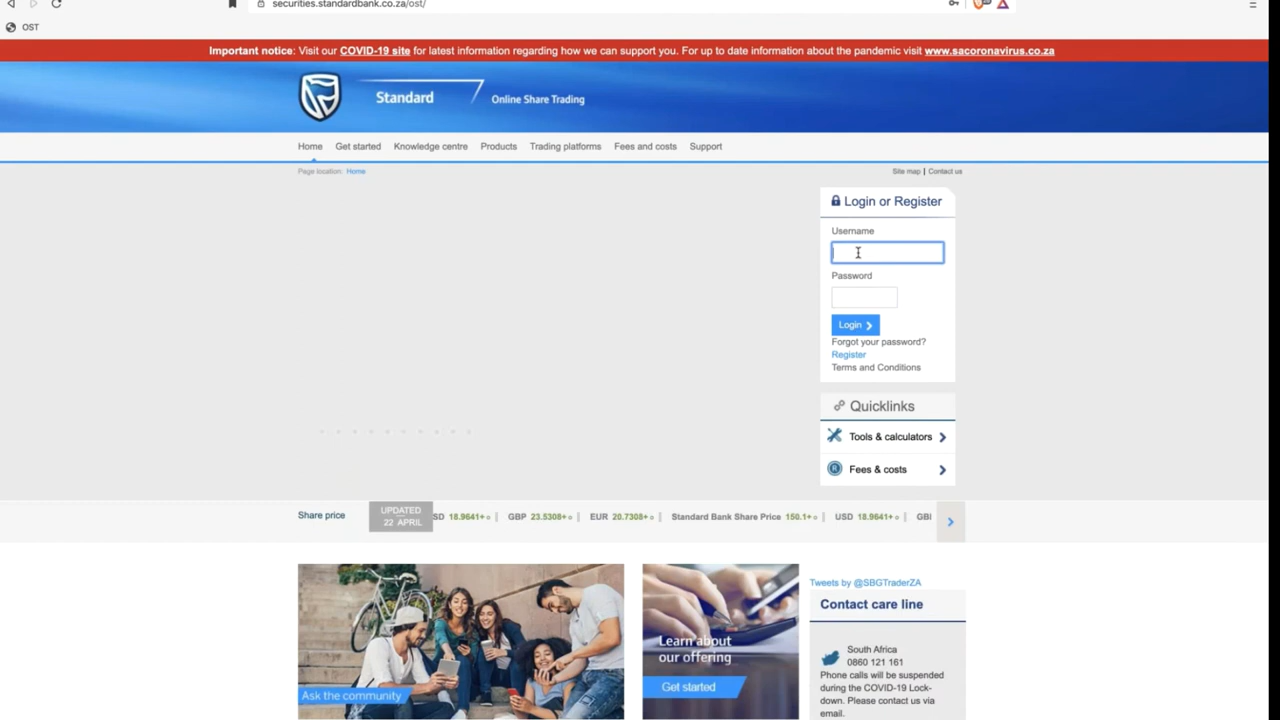 securities.standardbank.co.za/ost/
OST
Important notice: Visit our COVID-19 site for latest information regarding how we can support you. For up to date information about the pandemic visit www.sacoronavirus.co.za
Standard
Online Share Trading
Home Get started Knowledge centre Products Trading platforms Fees and costs Support
Page location: Home
Site map | Contact us
Login or Register
Username
Password
Login
Forgot your password?
Register
Terms and Conditions
Quicklinks
Tools & calculators
Fees & costs
Share price
UPDATED
22 APRIL
SD 18.9641+○ | GBP 23.5308+○ | EUR 20.7308+○ | Standard Bank Share Price 150.1+○ | USD 18.9641+○ | GBI
Ask the community
Learn about
our offering
Get started
Tweets by @SBGTraderZA
Contact care line
South Africa
0860 121 161
Phone calls will be suspended
during the COVID-19 Lock-
down. Please contact us via
email.